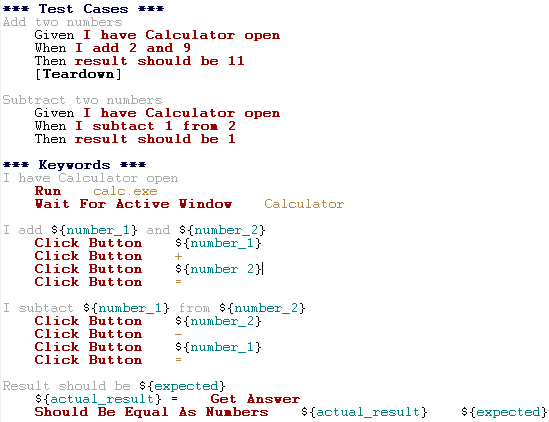 *** Test Cases ***
Add two numbers
Given I have Calculator open
When I add 2 and 9
Then result should be 11
[Teardown]
Subtract two numbers
Given I have Calculator open
When I subtact 1 from 2
Then result should be 1
*** Keywords ***
I have Calculator open
Run calc.exe
Wait For Active Window Calculator
I add ${number_1} and ${number_2}
Click Button ${number_1}
Click Button +
Click Button ${number 2}
Click Button =
I subtact ${number_1} from ${number_2}
Click Button ${number_2}
Click Button -
Click Button ${number_1}
Click Button =
Result should be ${expected}
${actual_result} = Get Answer
Should Be Equal As Numbers ${actual_result} ${expected}